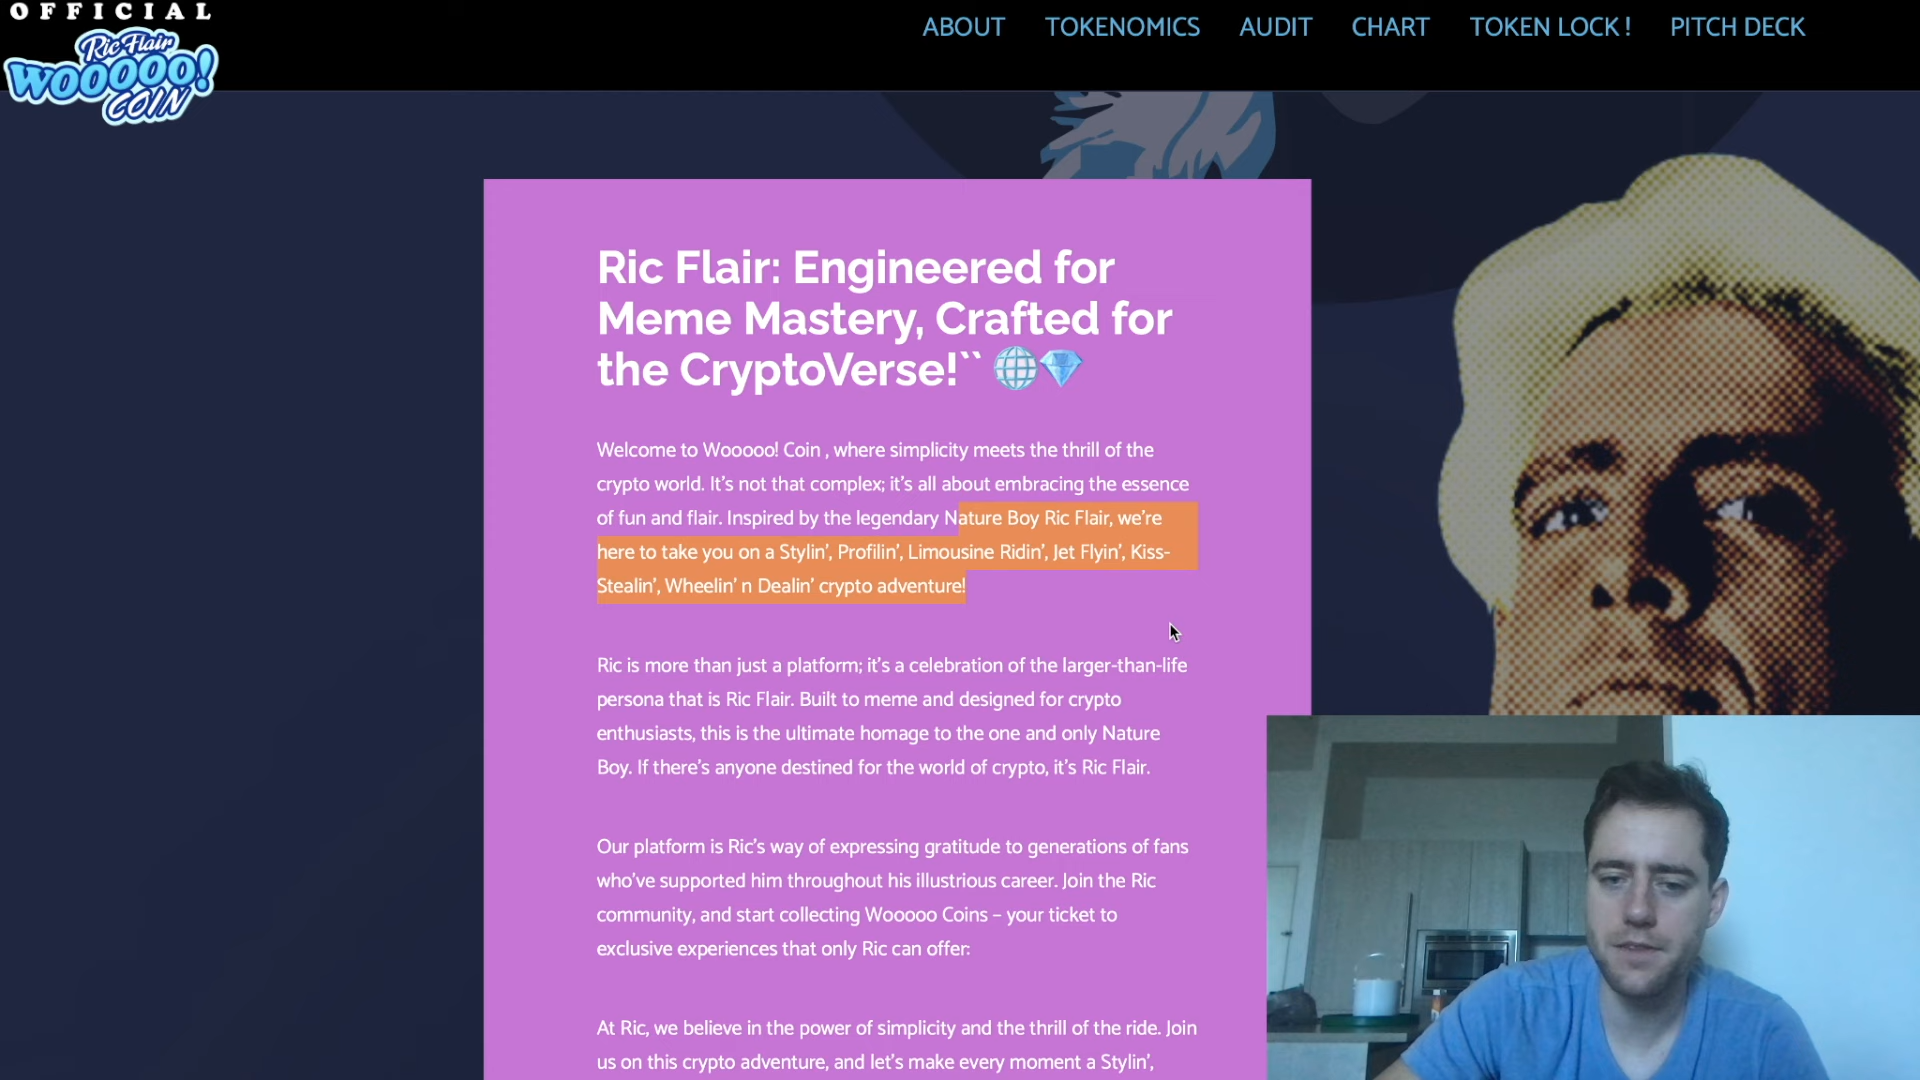 OFFICIAL
Ric Flair
WOOOOO!
COIN
ABOUT
TOKENOMICS
AUDIT
CHART
TOKEN LOCK !
PITCH DECK
Ric Flair: Engineered for
Meme Mastery, Crafted for
the CryptoVerse!`` 🌐💎
Welcome to Wooooo! Coin , where simplicity meets the thrill of the
crypto world. It's not that complex; it's all about embracing the essence
of fun and flair. Inspired by the legendary Nature Boy Ric Flair, we're
here to take you on a Stylin', Profilin', Limousine Ridin', Jet Flyin', Kiss-
Stealin', Wheelin' n Dealin' crypto adventure!
Ric is more than just a platform; it's a celebration of the larger-than-life
persona that is Ric Flair. Built to meme and designed for crypto
enthusiasts, this is the ultimate homage to the one and only Nature
Boy. If there's anyone destined for the world of crypto, it's Ric Flair.
Our platform is Ric's way of expressing gratitude to generations of fans
who've supported him throughout his illustrious career. Join the Ric
community, and start collecting Wooooo Coins – your ticket to
exclusive experiences that only Ric can offer:
At Ric, we believe in the power of simplicity and the thrill of the ride. Join
us on this crypto adventure, and let's make every moment a Stylin',